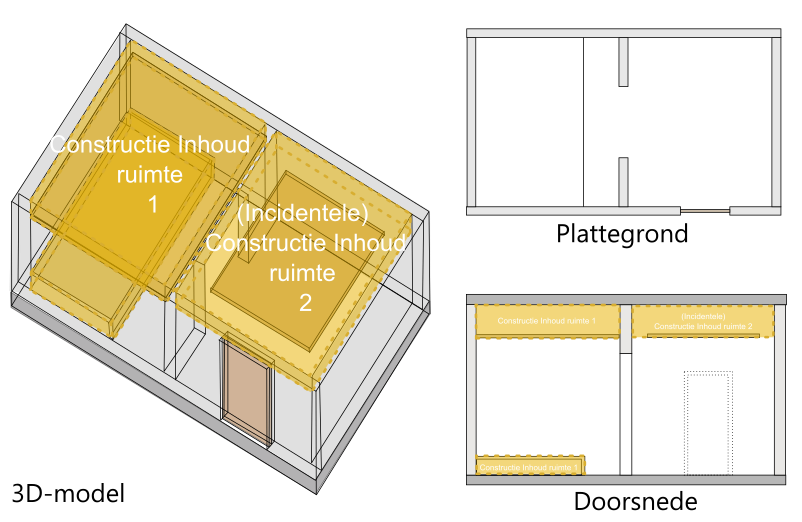 Constructie Inhoud
ruimte
1
(Incidentele)
Constructie Inhoud
ruimte
2
3D-model
Plattegrond
Constructie Inhoud ruimte 1
(Incidentele)
Constructie Inhoud ruimte 2
Constructie Inhoud ruimte 1
Doorsnede